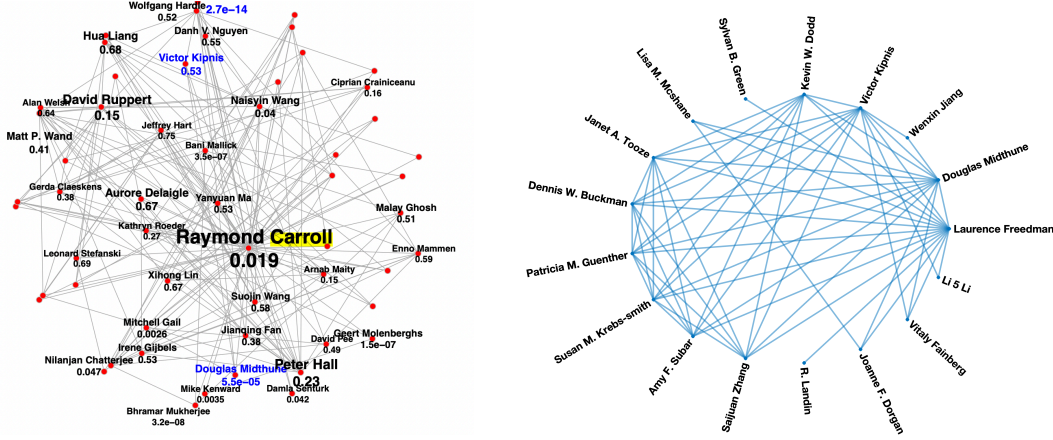 Wolfgang Hardle
0.52
2.7e-14
Danh V. Nguyen
0.55
Hua Liang
0.68
Victor Kipnis
0.53
Ciprian Crainiceanu
0.16
Alan Welsh
0.64
David Ruppert
0.15
Naisyin Wang
0.04
Jeffrey Hart
0.75
Matt P. Wand
0.41
Bani Mallick
3.5e-07
Gerda Claeskens
0.38
Aurore Delaigle
0.67
Yanyuan Ma
0.53
Malay Ghosh
0.51
Kathryn Roeder
0.27
Raymond Carroll
0.019
Enno Mammen
0.59
Leonard Stefanski
0.69
Xihong Lin
0.67
Arnab Maity
0.15
Suojin Wang
0.58
Mitchell Gail
0.0026
Jianqing Fan
0.38
David Pee
0.49
Geert Molenberghs
1.5e-07
Irene Gijbels
0.53
Nilanjan Chatterjee
0.047
Douglas Midthune
5.5e-05
Peter Hall
0.23
Mike Kenward
0.0035
Damla Senturk
0.042
Bhramar Mukherjee
3.2e-08
Sylvan B. Green
Kevin W. Dodd
Victor Kipnis
Lisa M. Mcshane
Wenxin Jiang
Janet A. Tooze
Douglas Midthune
Dennis W. Buckman
Laurence Freedman
Patricia M. Guenther
Li 5 Li
Susan M. Krebs-smith
Vitaly Fainberg
Amy F. Subar
Joanne F. Dorgan
Saijuan Zhang
R. Landin